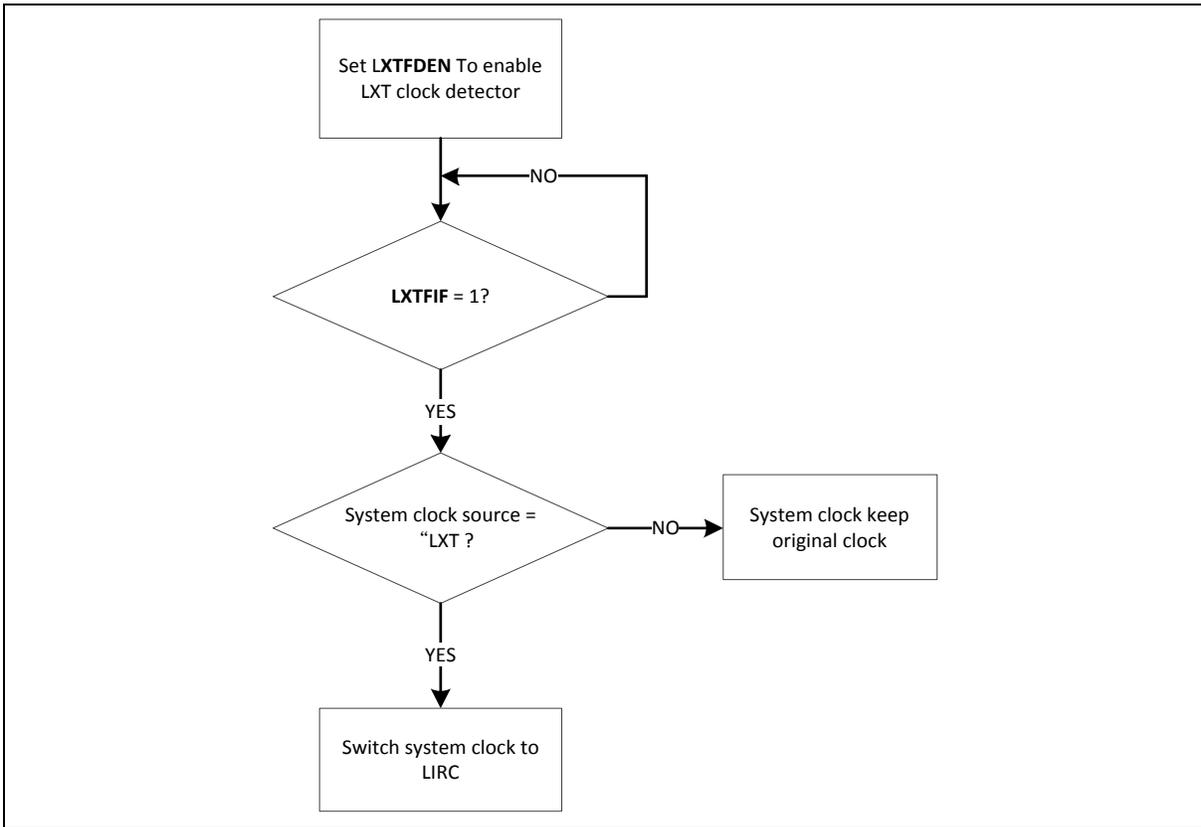 Set LXTFDEN To enable
LXT clock detector
NO
LXTFIF = 1?
YES
System clock source =
“LXT ?
NO
System clock keep
original clock
YES
Switch system clock to
LIRC